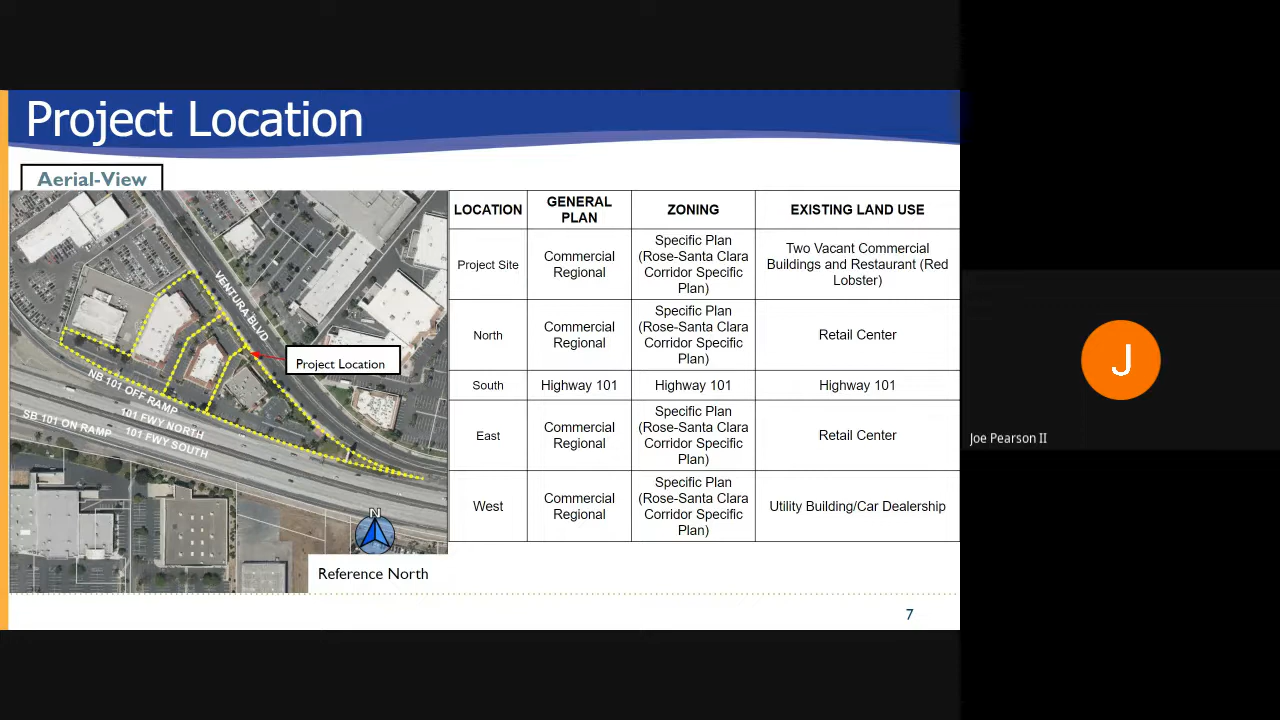 Project Location
Aerial-View
VENTURA BLVD
Project Location
NB 101 OFF RAMP
101 FWY NORTH
SB 101 ON RAMP
101 FWY SOUTH
N
Reference North
LOCATION
GENERAL
PLAN
ZONING
EXISTING LAND USE
Project Site
Commercial
Regional
Specific Plan
(Rose-Santa Clara
Corridor Specific
Plan)
Two Vacant Commercial
Buildings and Restaurant (Red
Lobster)
North
Commercial
Regional
Specific Plan
(Rose-Santa Clara
Corridor Specific
Plan)
Retail Center
South
Highway 101
Highway 101
Highway 101
East
Commercial
Regional
Specific Plan
(Rose-Santa Clara
Corridor Specific
Plan)
Retail Center
West
Commercial
Regional
Specific Plan
(Rose-Santa Clara
Corridor Specific
Plan)
Utility Building/Car Dealership
7
J
Joe Pearson II